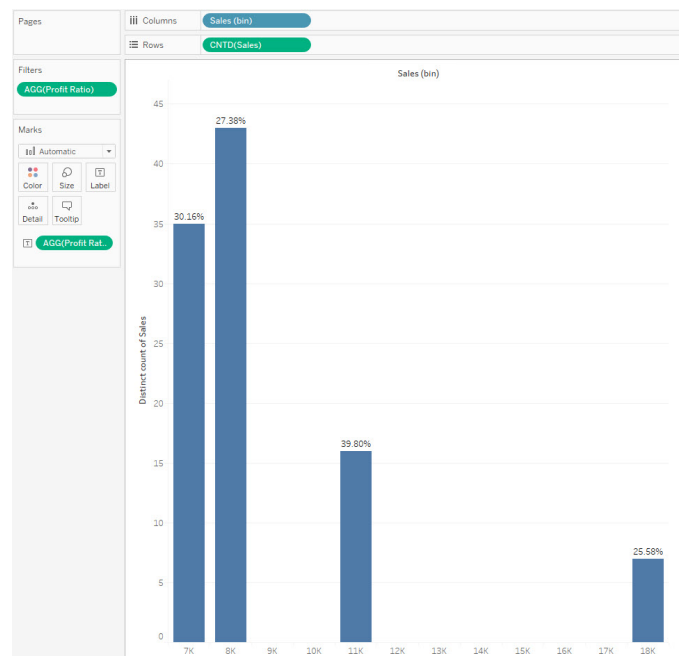 Pages
iii Columns Sales (bin)
Rows CNTD(Sales)
Filters
AGG(Profit Ratio)
Marks
Automatic
Color Size Label
Detail Tooltip
T AGG(Profit Rat..
Sales (bin)
Distinct count of Sales
45
40
35
30
25
20
15
10
5
0
27.38%
30.16%
39.80%
25.58%
7K 8K 9K 10K 11K 12K 13K 14K 15K 16K 17K 18K